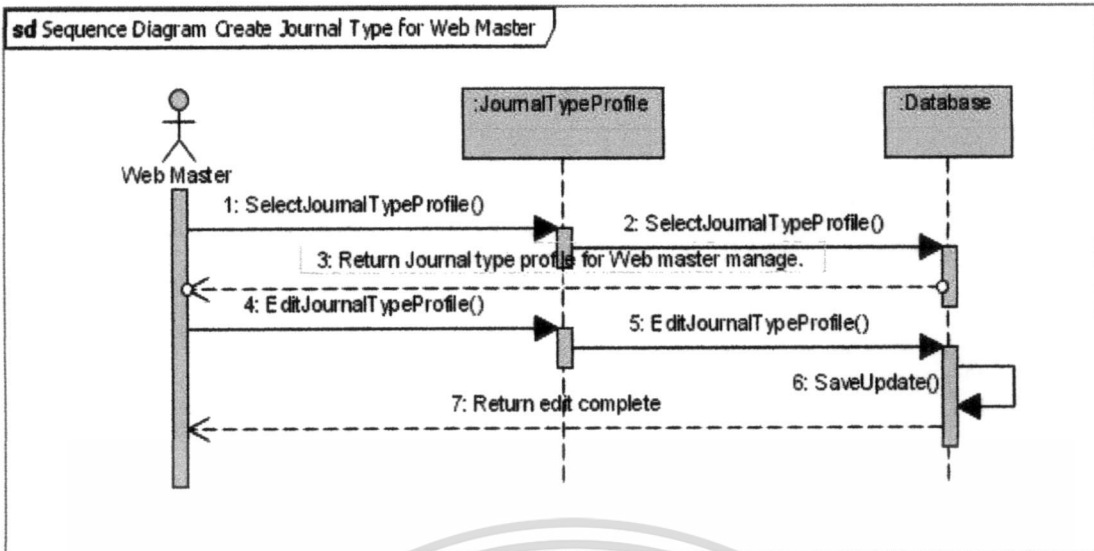 sd Sequence Diagram Create Journal Type for Web Master
:JournalTypeProfile
:Database
Web Master
1: SelectJournalTypeProfile()
2: SelectJournalTypeProfile()
3: Return Journal type profile for Web master manage.
4: EditJournalTypeProfile()
5: EditJournalTypeProfile()
6: SaveUpdate()
7: Return edit complete